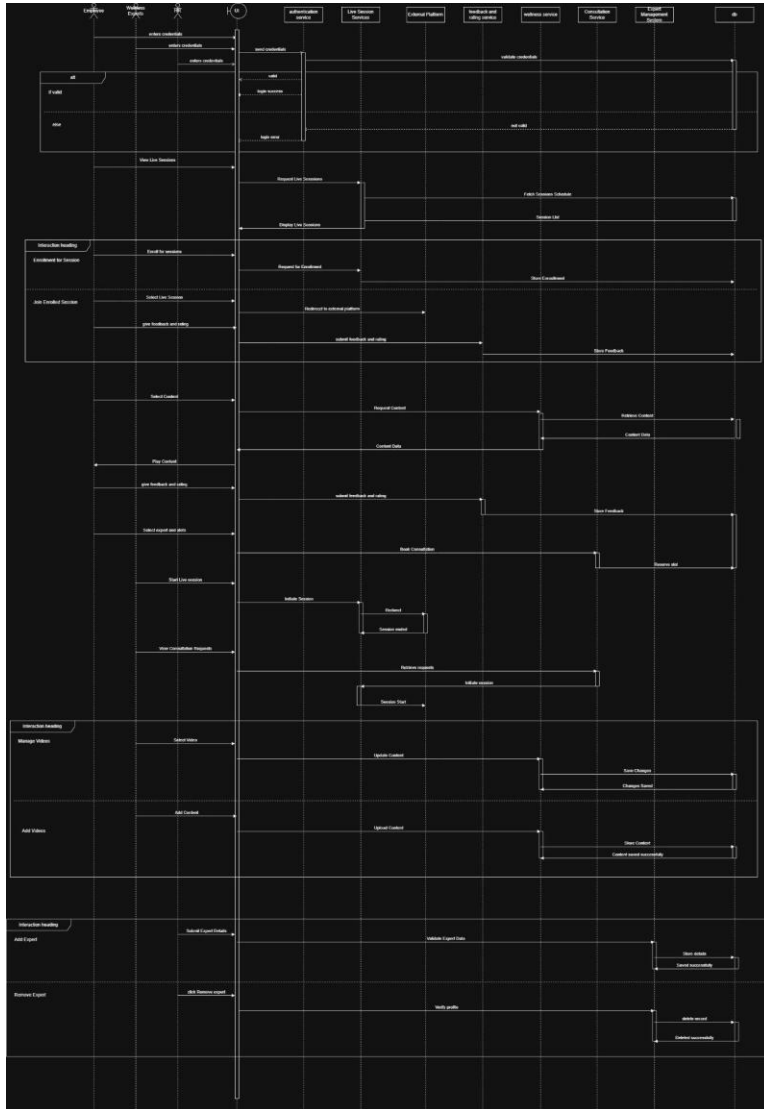 Employee
Wellness
Experts
HR
UI
authentication
service
Live Session
Services
External Platform
feedback and
rating service
wellness service
Consultation
Service
Expert
Management
System
db
enters credentials
enters credentials
send credentials
enters credentials
validate credentials
alt
valid
If valid
login success
else
not valid
login error
View Live Sessions
Request Live Sessions
Fetch Sessions Schedule
Session List
Display Live Sessions
Interaction heading
Enroll for sessions
Enrollment for Session
Request for Enrollment
Store Enrollment
Select Live Session
Join Enrolled Session
Redirect to external platform
give feedback and rating
submit feedback and rating
Store Feedback
Select Content
Request Content
Retrieve Content
Content Data
Content Data
Play Content
give feedback and rating
submit feedback and rating
Store Feedback
Select expert and slots
Book Consultation
Reserve slot
Start Live session
Initiate Session
Session ended
View Consultation Requests
Retrieve requests
Initiate session
Session Start
Interaction heading
Manage Videos
Select Video
Update Content
Save Changes
Changes Saved
Add Content
Add Videos
Upload Content
Store Content
Content saved successfully
Interaction heading
Submit Expert Details
Add Expert
Validate Expert Data
Store details
Saved successfully
Remove Expert
click Remove expert
Verify profile
delete record
Deleted successfully